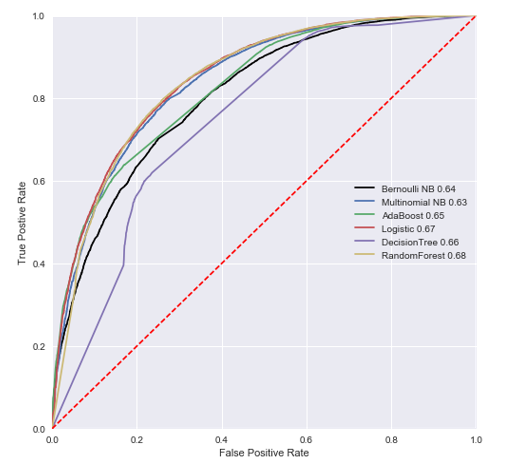 1.0
0.8
0.6
0.4
0.2
0.0
True Positive Rate
Bernoulli NB 0.64
Multinomial NB 0.63
AdaBoost 0.65
Logistic 0.67
DecisionTree 0.66
RandomForest 0.68
0.0 0.2 0.4 0.6 0.8 1.0
False Positive Rate